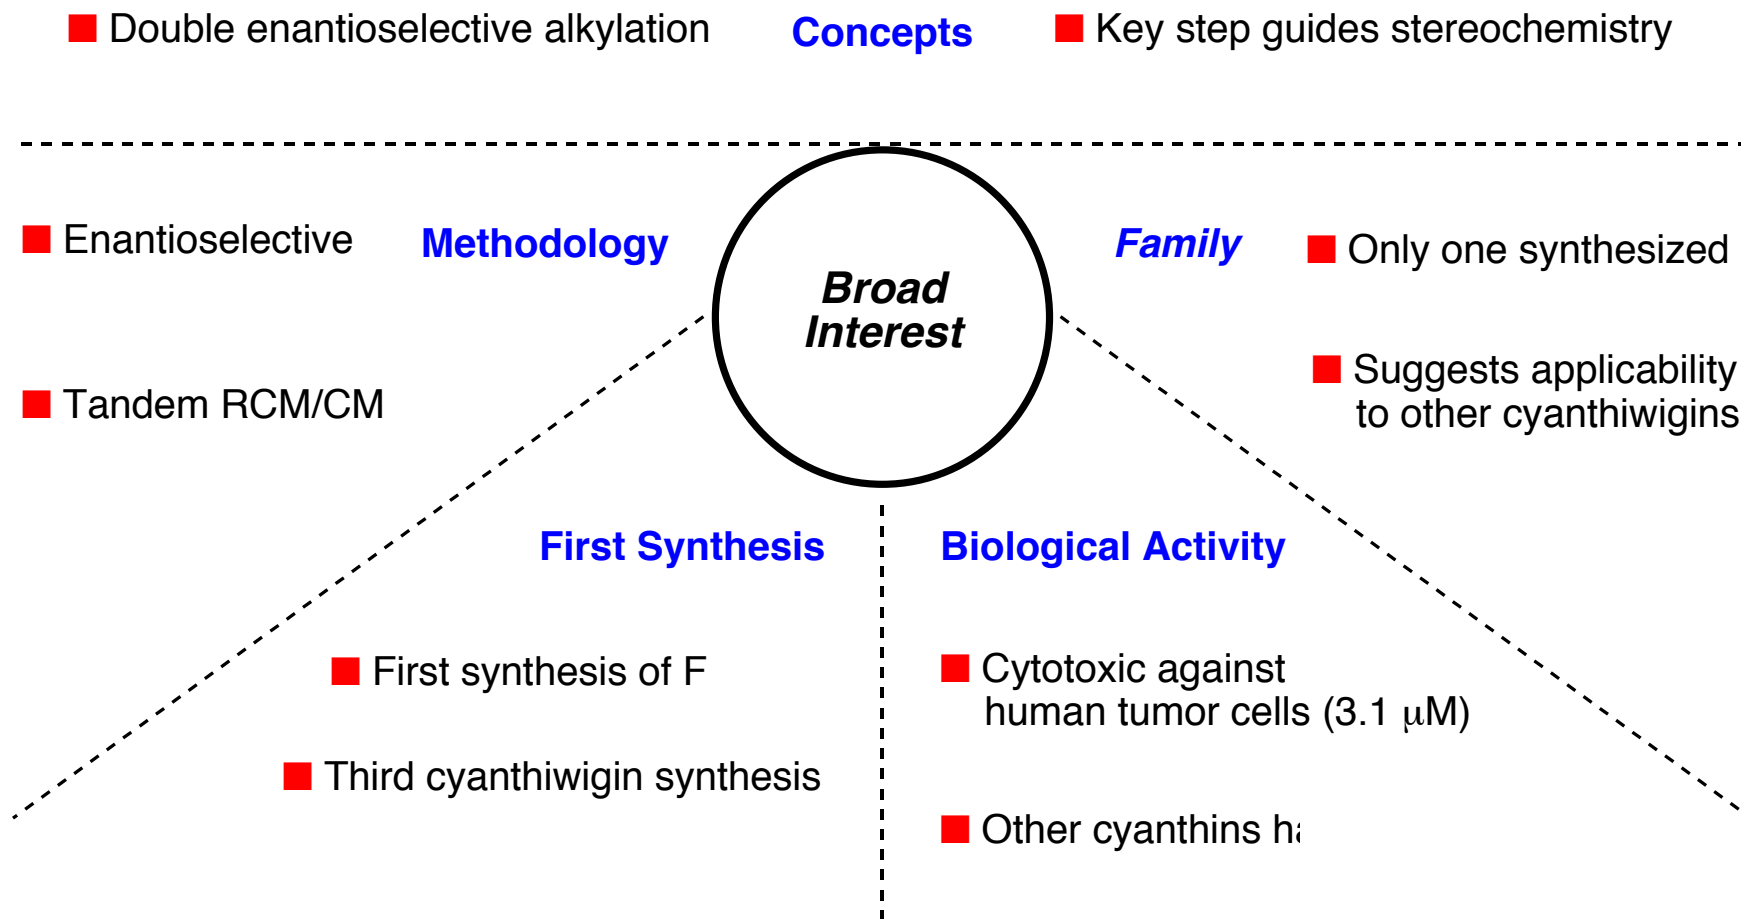 Double enantioselective alkylation
Concepts
Key step guides stereochemistry
Enantioselective
Methodology
Tandem RCM/CM
Broad
Interest
Family
Only one synthesized
Suggests applicability
to other cyanthiwigins
First Synthesis
First synthesis of F
Third cyanthiwigin synthesis
Biological Activity
Cytotoxic against
human tumor cells (3.1 μM)
Other cyanthins